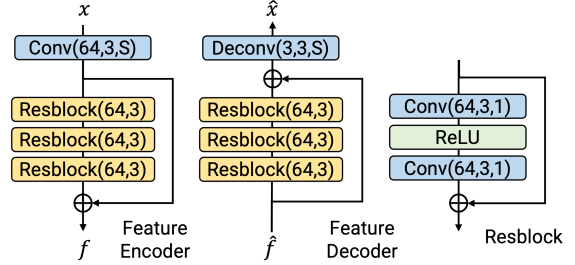 x
Conv(64,3,S)
Resblock(64,3)
Resblock(64,3)
Resblock(64,3)
f
Feature
Encoder
x̂
Deconv(3,3,S)
Resblock(64,3)
Resblock(64,3)
Resblock(64,3)
f̂
Feature
Decoder
Conv(64,3,1)
ReLU
Conv(64,3,1)
Resblock